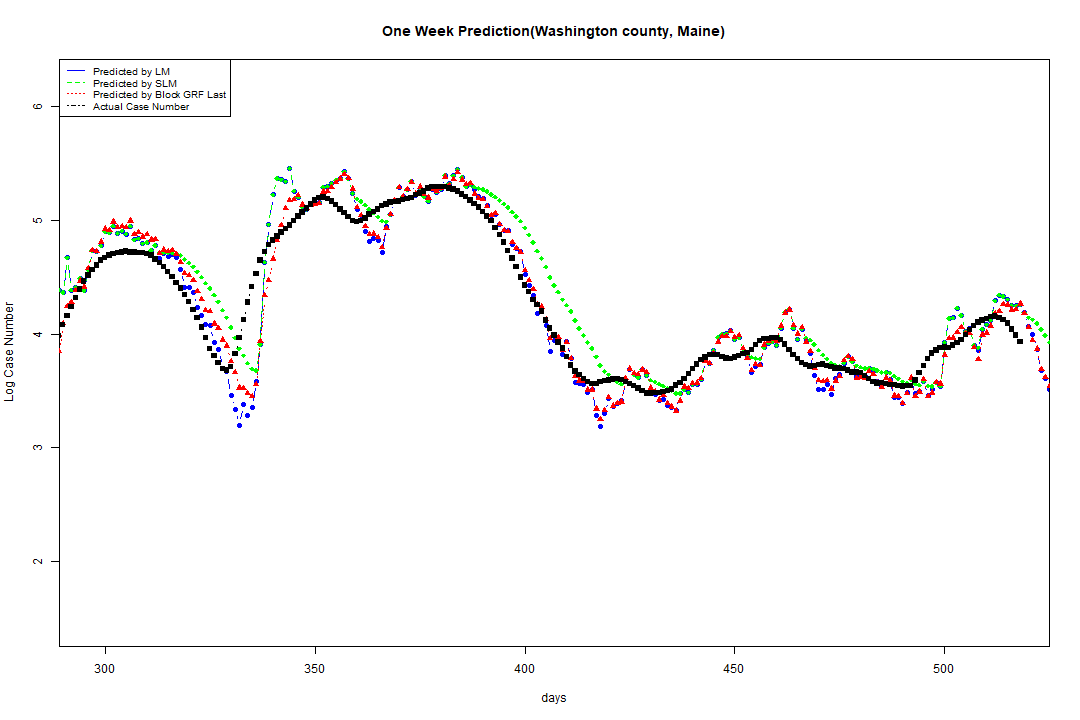 One Week Prediction(Washington county, Maine)
Predicted by LM
Predicted by SLM
Predicted by Block GRF Last
Actual Case Number
6
5
4
3
2
Log Case Number
300 350 400 450 500
days